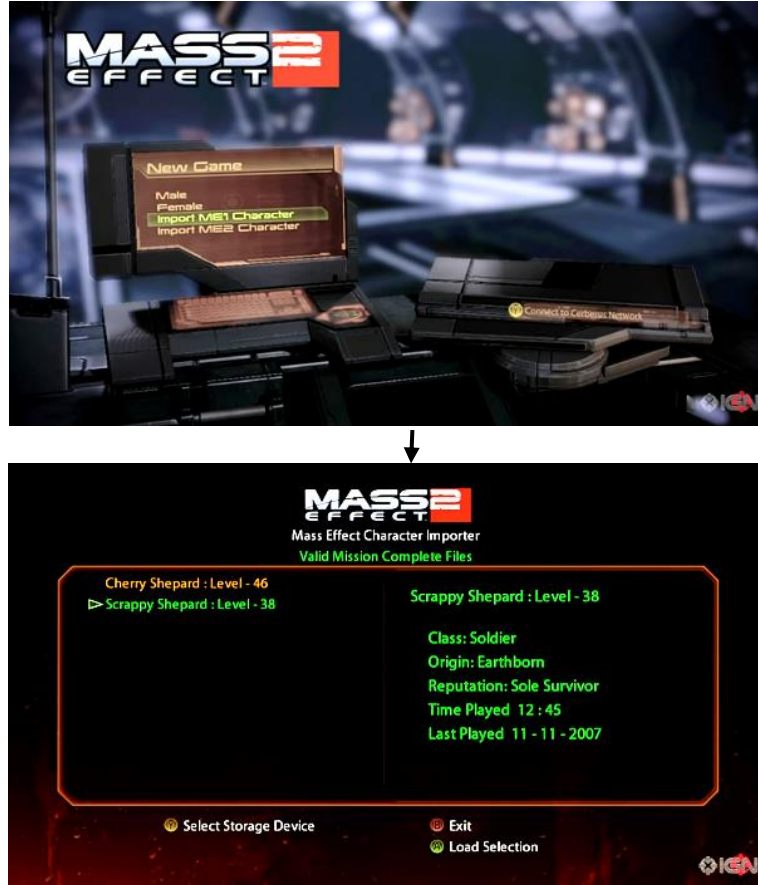 MASS 2
EFFECT
New Game
Male
Female
Import ME1 Character
Import ME2 Character
Y Connect to Cerberus Network
IGN
MASS 2
EFFECT
Mass Effect Character Importer
Valid Mission Complete Files
Cherry Shepard : Level - 46
Scrappy Shepard : Level - 38
Scrappy Shepard : Level - 38
Class: Soldier
Origin: Earthborn
Reputation: Sole Survivor
Time Played 12 : 45
Last Played 11 - 11 - 2007
Y Select Storage Device
B Exit
A Load Selection
IGN